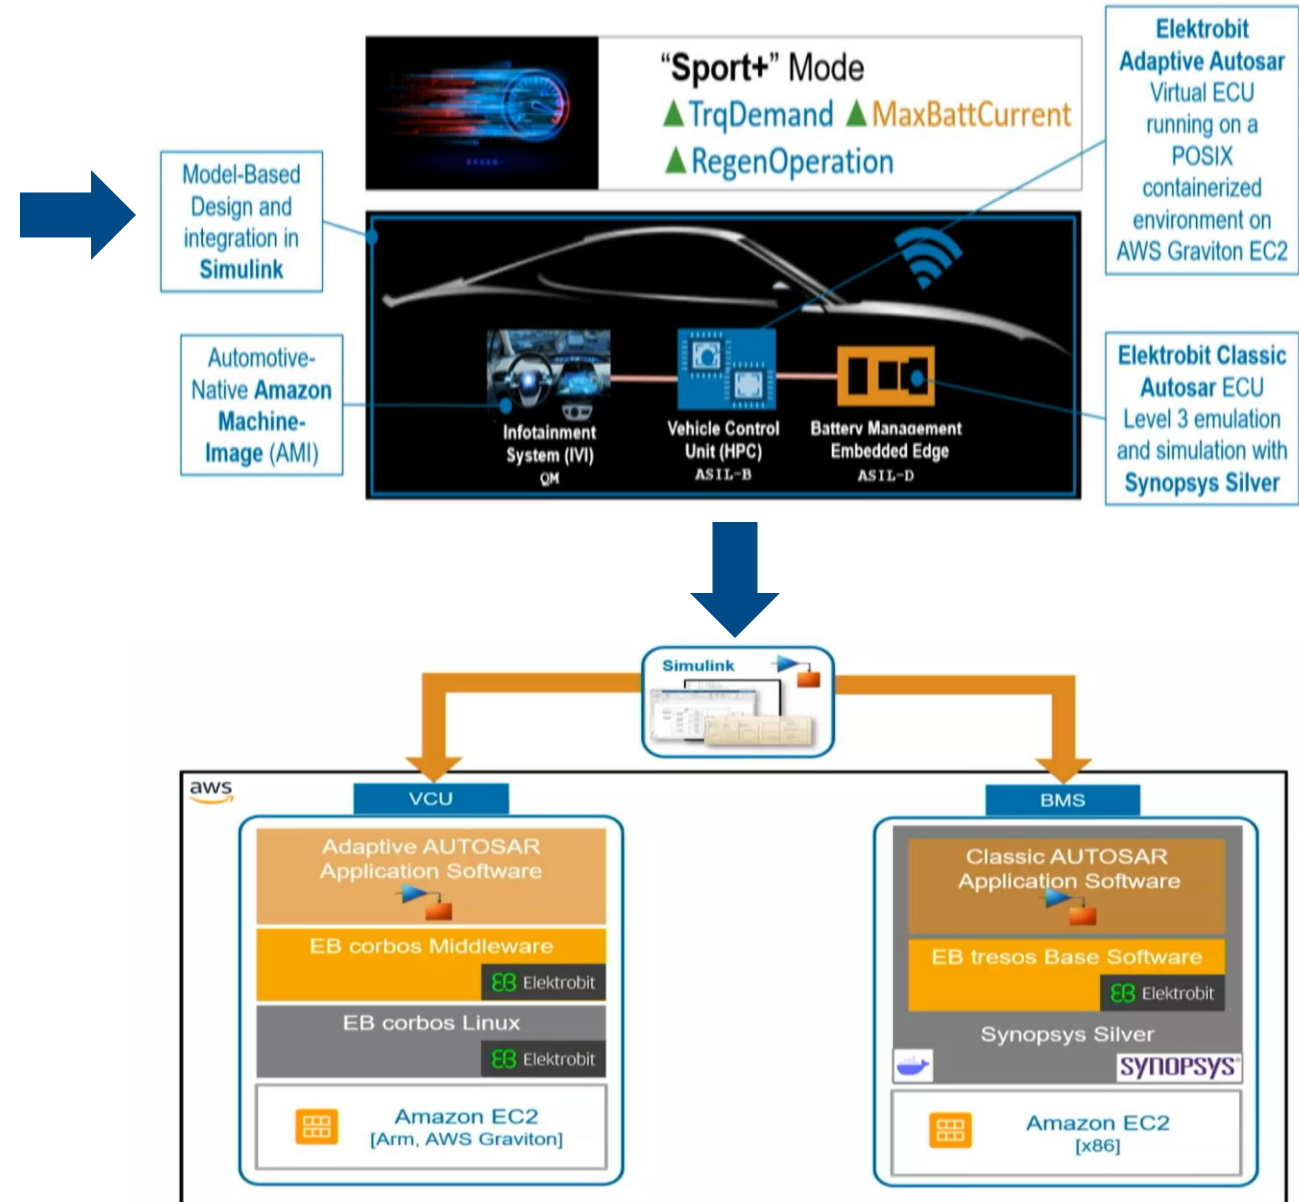 “Sport+” Mode
▲TrqDemand ▲MaxBattCurrent
▲RegenOperation
SPEED
Elektrobit
Adaptive Autosar
Virtual ECU
running on a
POSIX
containerized
environment on
AWS Graviton EC2
Model-Based
Design and
integration in
Simulink
Automotive-
Native Amazon
Machine-
Image (AMI)
Infotainment
System (IVI)
QM
Vehicle Control
Unit (HPC)
ASIL-B
Battery Management
Embedded Edge
ASIL-D
Elektrobit Classic
Autosar ECU
Level 3 emulation
and simulation with
Synopsys Silver
Simulink
aws
VCU
Adaptive AUTOSAR
Application Software
EB corbos Middleware
EB Elektrobit
EB corbos Linux
EB Elektrobit
Amazon EC2
[Arm, AWS Graviton]
BMS
Classic AUTOSAR
Application Software
EB tresos Base Software
EB Elektrobit
Synopsys Silver
SYNOPSYS®
Amazon EC2
[x86]